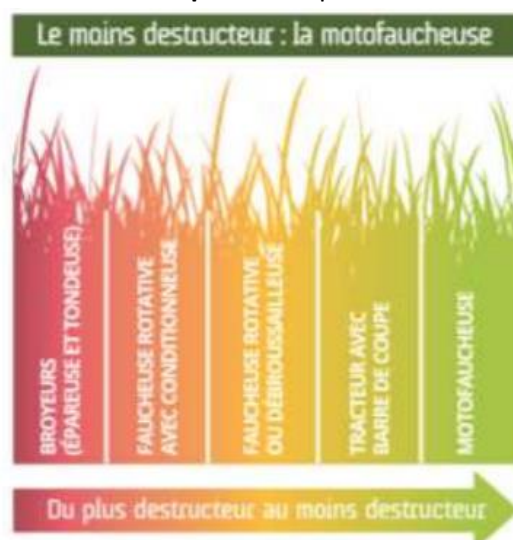 Le moins destructeur : la motofaucheuse
BROYEURS
(ÉPAREUSE ET TONDEUSE)
FAUCHEUSE ROTATIVE
AVEC CONDITIONNEUSE
FAUCHEUSE ROTATIVE
OU DÉBROUSSAILLEUSE
TRACTEUR AVEC
BARRE DE COUPE
MOTOFAUCHEUSE
Du plus destructeur au moins destructeur